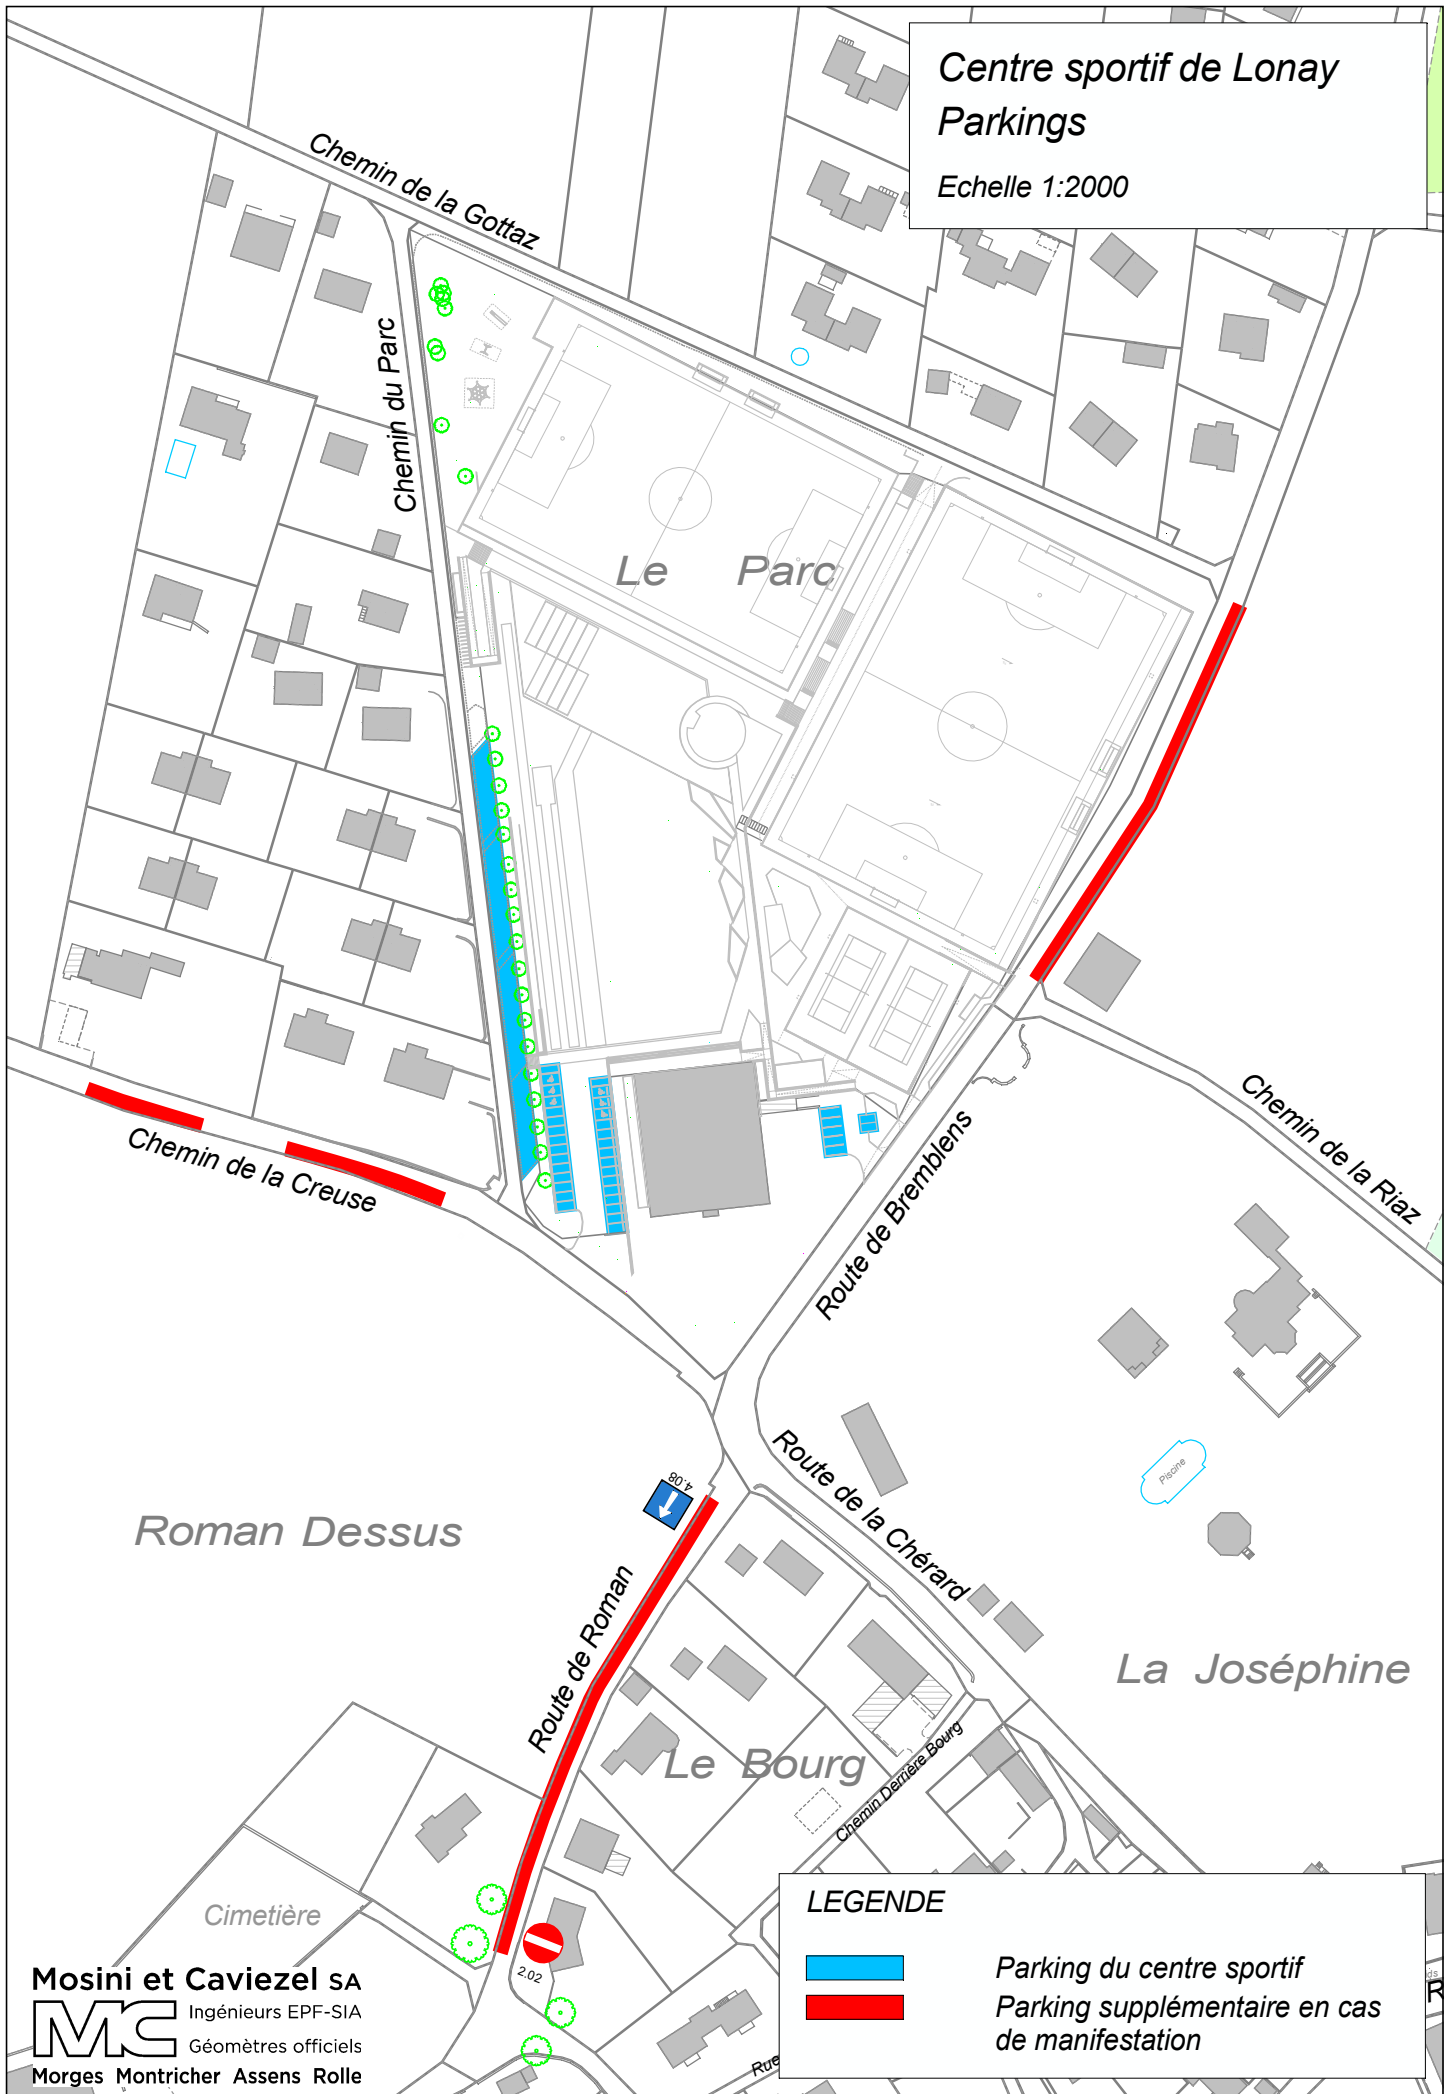 Centre sportif de Lonay
Parkings
Echelle 1:2000
Chemin de la Gottaz
Chemin du Parc
Le Parc
Chemin de la Creuse
Route de Bremblens
Chemin de la Riaz
Route de la Chérard
Piscine
4.08
Roman Dessus
Route de Roman
La Joséphine
Le Bourg
Chemin Derrière Bourg
Cimetière
2.02
Rue
R
LEGENDE
Parking du centre sportif
Parking supplémentaire en cas
de manifestation
Mosini et Caviezel SA
MC
Ingénieurs EPF-SIA
Géomètres officiels
Morges Montricher Assens Rolle